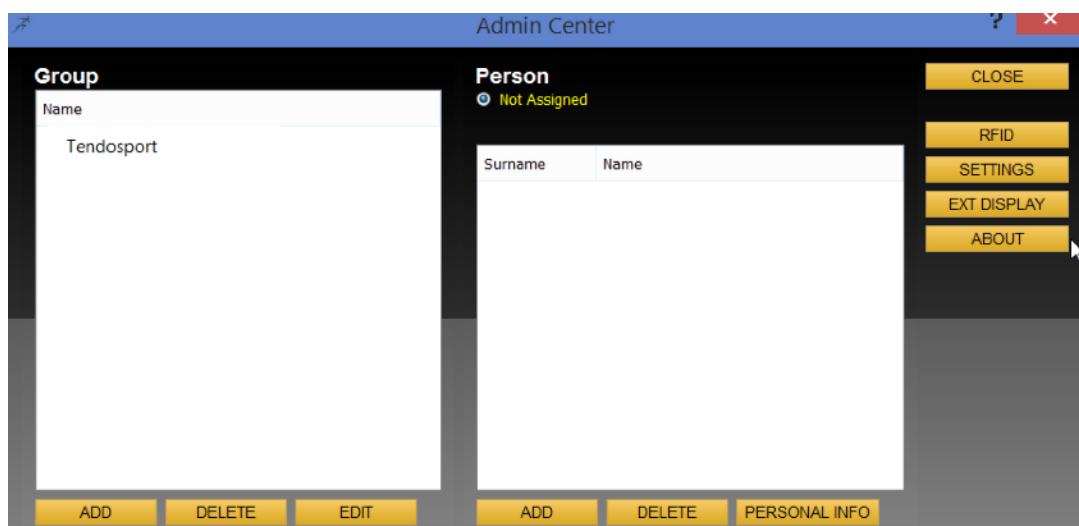 Admin Center
?
Group
Name
Tendosport
ADD DELETE EDIT
Person
Not Assigned
Surname Name
ADD DELETE PERSONAL INFO
CLOSE
RFID
SETTINGS
EXT DISPLAY
ABOUT